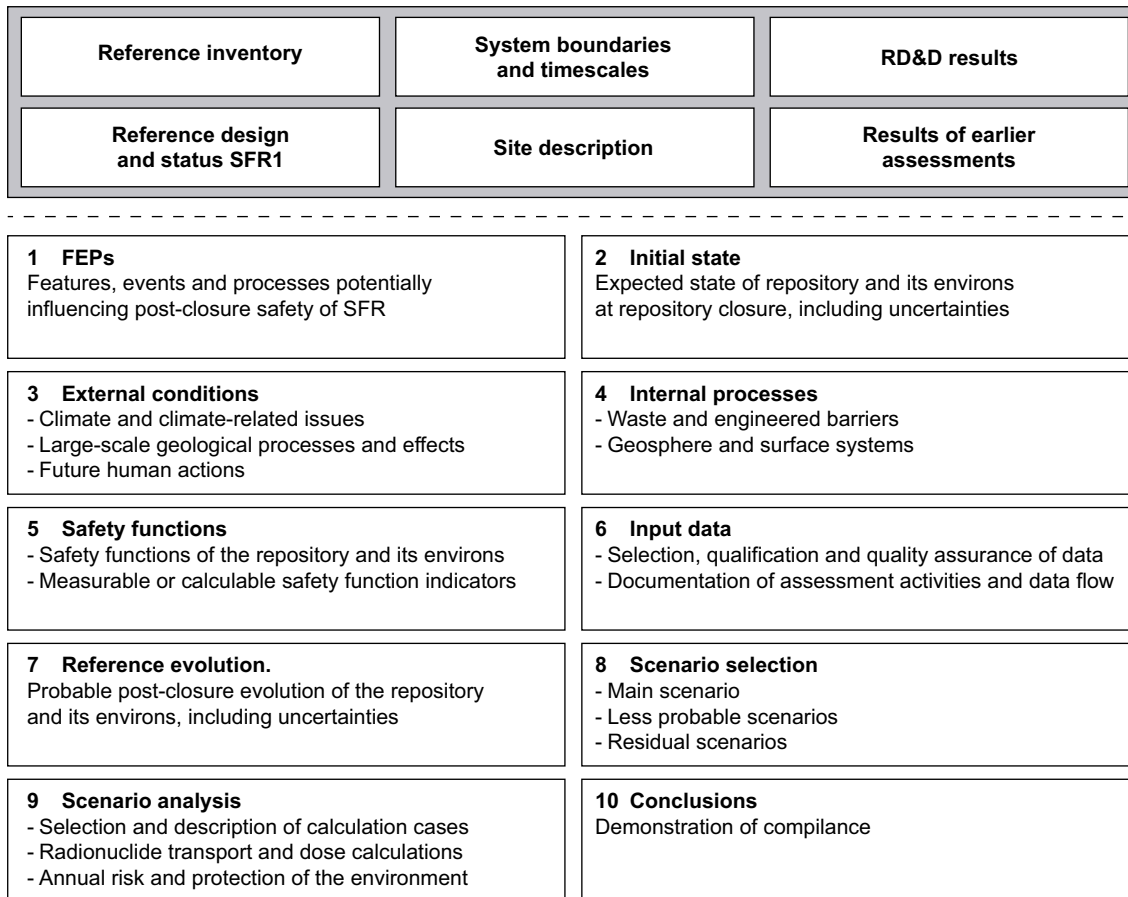 Reference inventory
System boundaries
and timescales
RD&D results
Reference design
and status SFR1
Site description
Results of earlier
assessments
1 FEPs
Features, events and processes potentially
influencing post-closure safety of SFR
2 Initial state
Expected state of repository and its environs
at repository closure, including uncertainties
3 External conditions
- Climate and climate-related issues
- Large-scale geological processes and effects
- Future human actions
4 Internal processes
- Waste and engineered barriers
- Geosphere and surface systems
5 Safety functions
- Safety functions of the repository and its environs
- Measurable or calculable safety function indicators
6 Input data
- Selection, qualification and quality assurance of data
- Documentation of assessment activities and data flow
7 Reference evolution.
Probable post-closure evolution of the repository
and its environs, including uncertainties
8 Scenario selection
- Main scenario
- Less probable scenarios
- Residual scenarios
9 Scenario analysis
- Selection and description of calculation cases
- Radionuclide transport and dose calculations
- Annual risk and protection of the environment
10 Conclusions
Demonstration of compilance